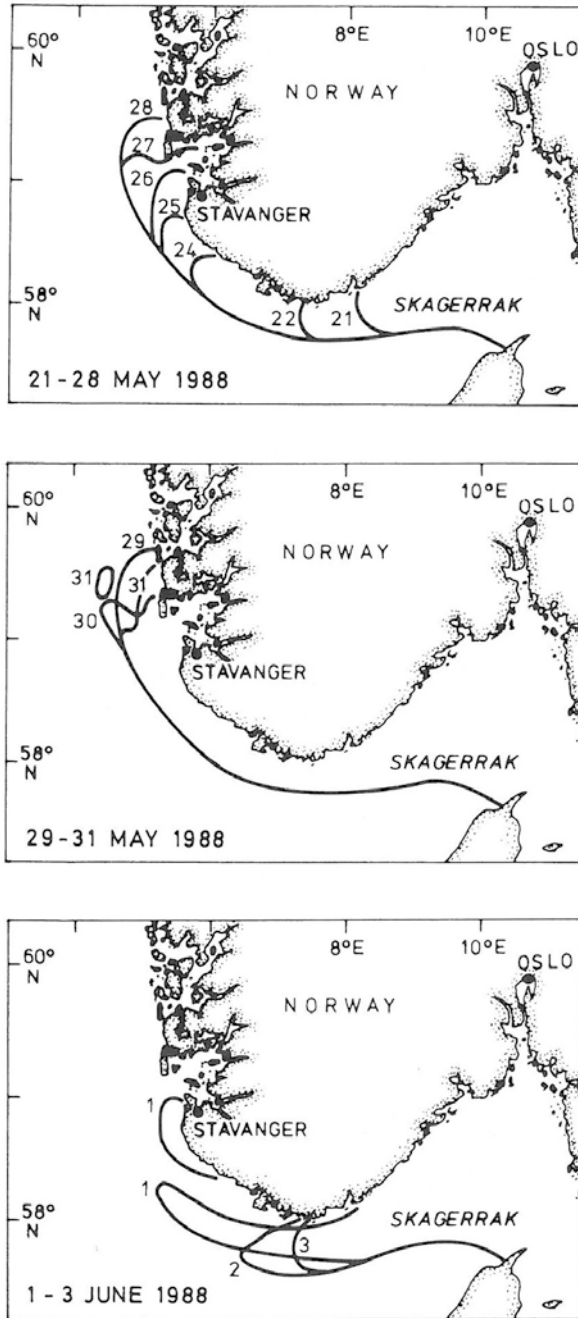 60°
N
8°E
10°E
OSLO
NORWAY
28
27
26
25
STAVANGER
24
58°
N
22
21
SKAGERRAK
21-28 MAY 1988
60°
N
8°E
10°E
OSLO
29
NORWAY
31
31
30
STAVANGER
58°
N
SKAGERRAK
29-31 MAY 1988
60°
N
8°E
10°E
OSLO
NORWAY
1
STAVANGER
1
58°
N
SKAGERRAK
3
2
1-3 JUNE 1988